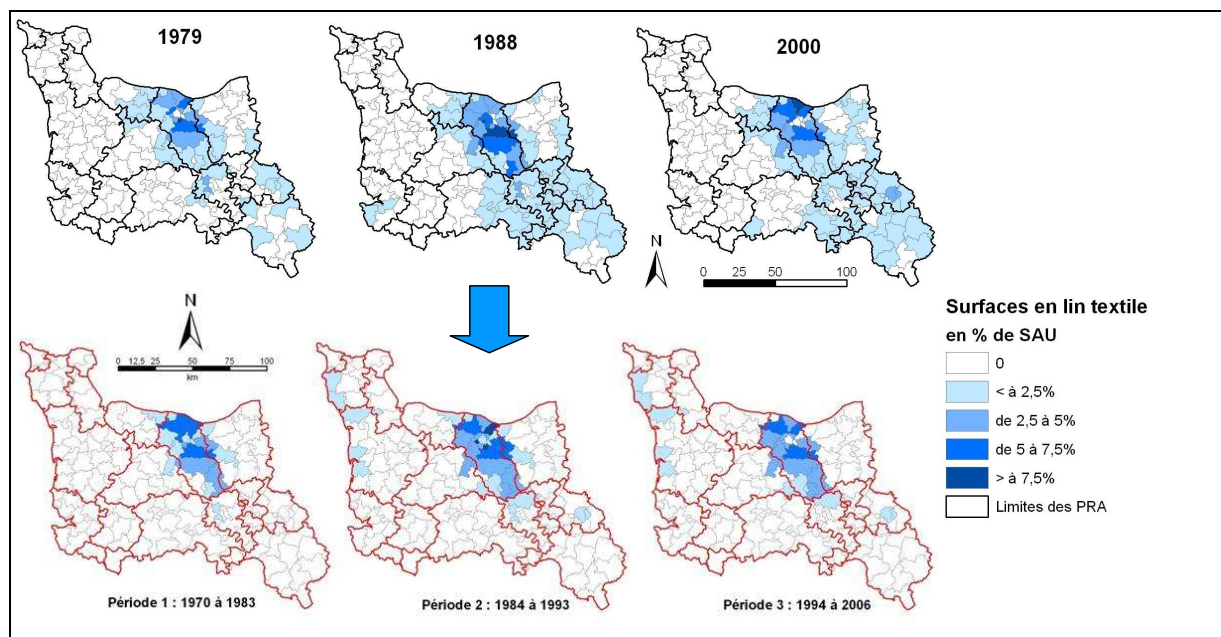 1979
1988
2000
N
0 25 50 100
N
0 12,5 25 50 75 100
km
Surfaces en lin textile
en % de SAU
0
< à 2,5%
de 2,5 à 5%
de 5 à 7,5%
> à 7,5%
Limites des PRA
Période 1 : 1970 à 1983
Période 2 : 1984 à 1993
Période 3 : 1994 à 2006